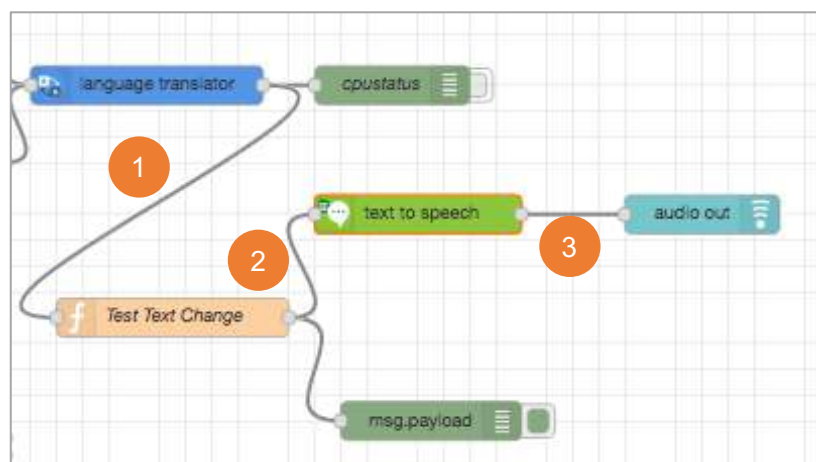 language translator
cpustatus
1
text to speech
audio out
2
3
Test Text Change
msg.payload